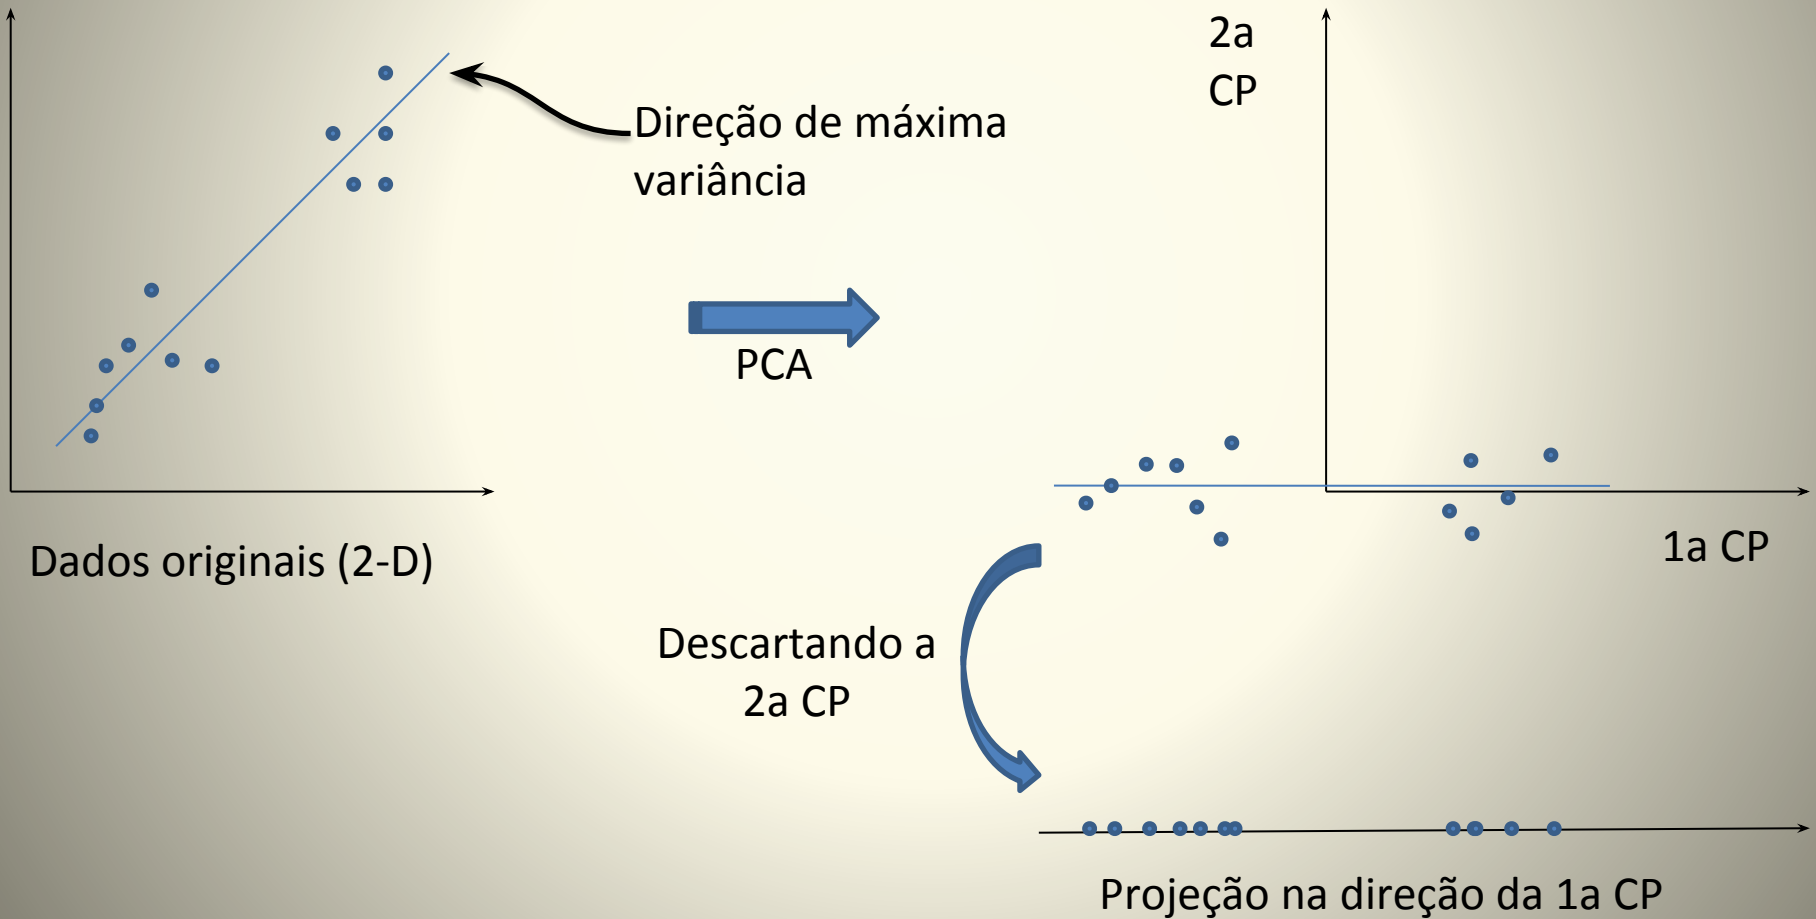 2a
CP
Direção de máxima
variância
PCA
Dados originais (2-D)
1a CP
Descartando a
2a CP
Projeção na direção da 1a CP